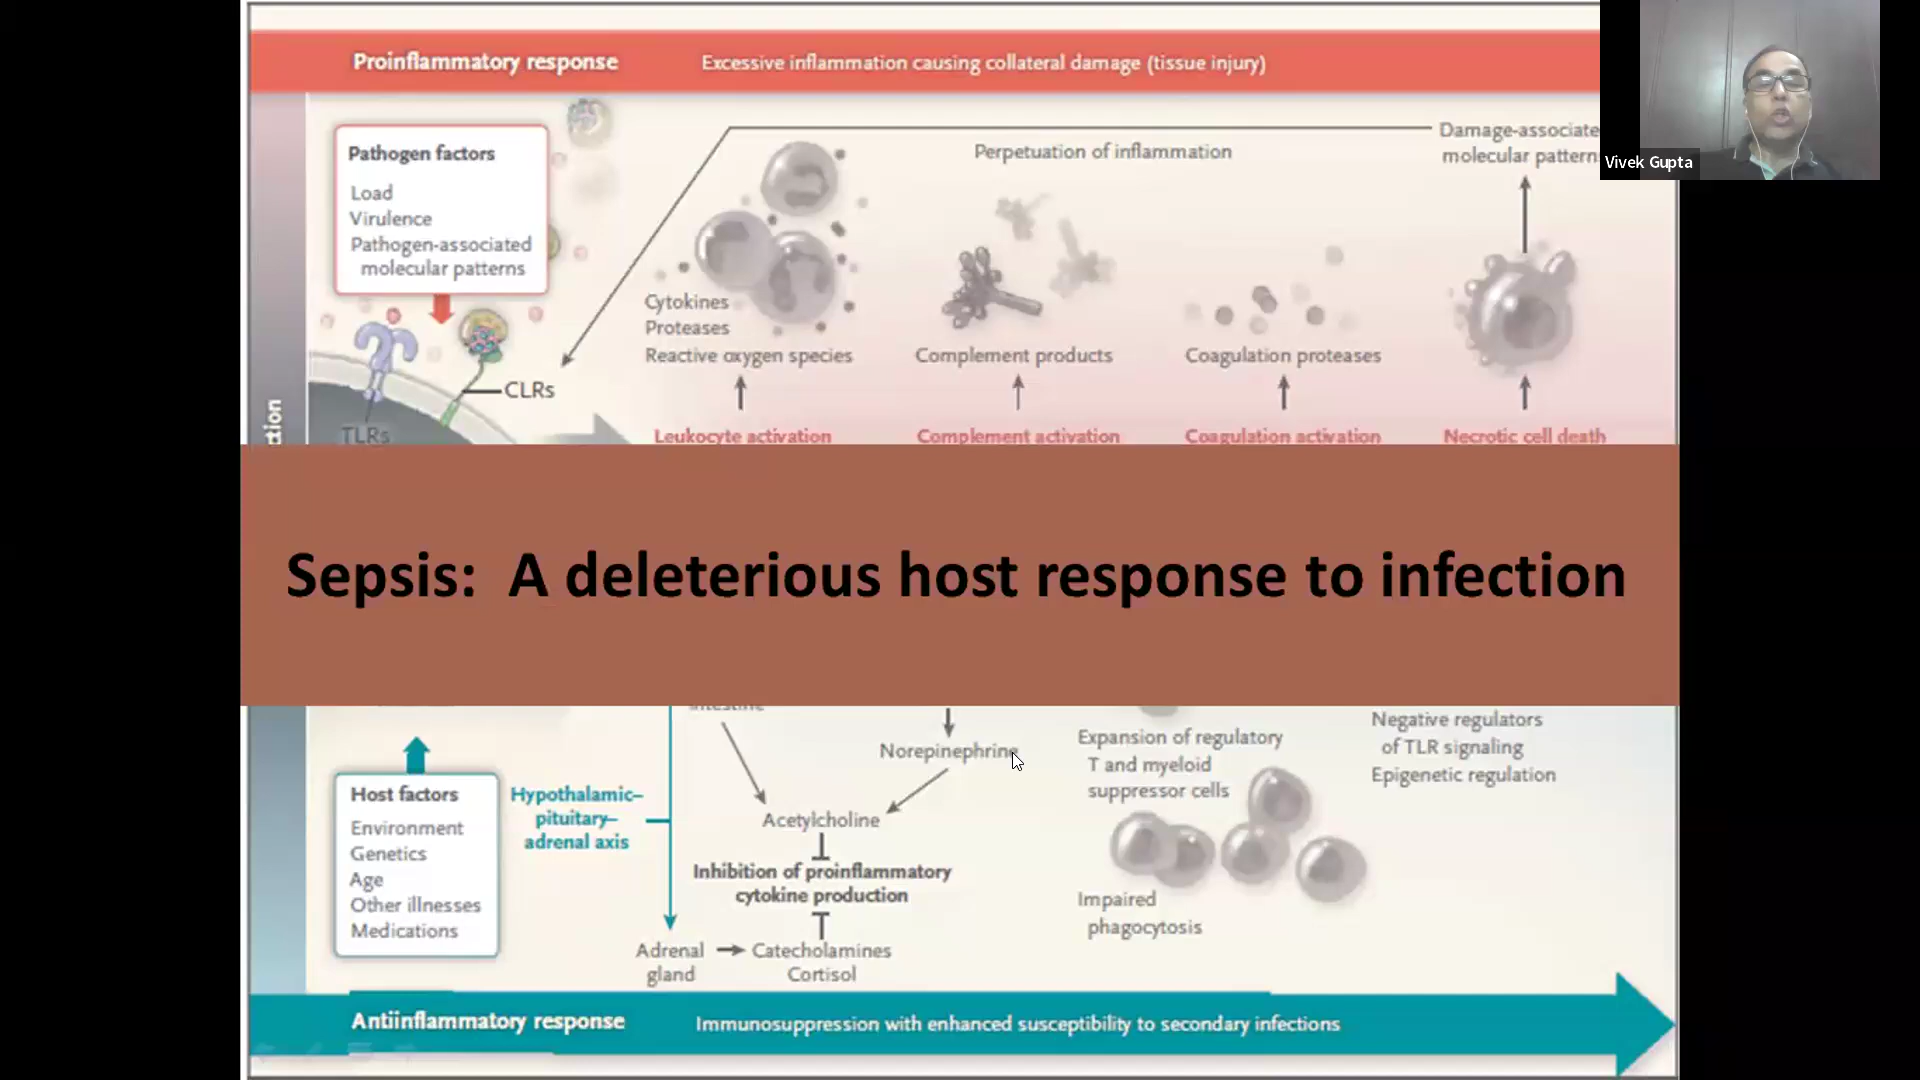 Proinflammatory response
Excessive inflammation causing collateral damage (tissue injury)
Pathogen factors
Load
Virulence
Pathogen-associated
molecular patterns
CLRs
TLRs
Perpetuation of inflammation
Damage-associate
molecular pattern
Vivek Gupta
Cytokines
Proteases
Reactive oxygen species
Complement products
Coagulation proteases
Leukocyte activation
Complement activation
Coagulation activation
Necrotic cell death
ction
Sepsis: A deleterious host response to infection
intestine
Norepinephrine
Acetylcholine
Inhibition of proinflammatory
cytokine production
Host factors
Environment
Genetics
Age
Other illnesses
Medications
Hypothalamic–
pituitary–
adrenal axis
Adrenal
gland
Catecholamines
Cortisol
Expansion of regulatory
T and myeloid
suppressor cells
Impaired
phagocytosis
Negative regulators
of TLR signaling
Epigenetic regulation
Antiinflammatory response
Immunosuppression with enhanced susceptibility to secondary infections